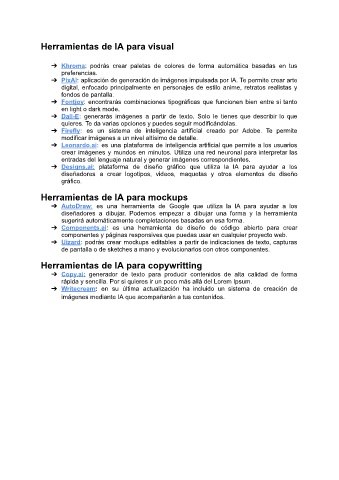 Herramientas de IA para visual
➔ Khroma: podrás crear paletas de colores de forma automática basadas en tus
preferencias.
➔ PixAI: aplicación de generación de imágenes impulsada por IA. Te permite crear arte
digital, enfocado principalmente en personajes de estilo anime, retratos realistas y
fondos de pantalla.
➔ Fontjoy: encontrarás combinaciones tipográficas que funcionen bien entre sí tanto
en light o dark mode.
➔ Dall-E: generarás imágenes a partir de texto. Solo le tienes que describir lo que
quieres. Te da varias opciones y puedes seguir modificándolas.
➔ Firefly: es un sistema de inteligencia artificial creado por Adobe. Te permite
modificar imágenes a un nivel altísimo de detalle.
➔ Leonardo.ai: es una plataforma de inteligencia artificial que permite a los usuarios
crear imágenes y mundos en minutos. Utiliza una red neuronal para interpretar las
entradas del lenguaje natural y generar imágenes correspondientes.
➔ Designs.ai: plataforma de diseño gráfico que utiliza la IA para ayudar a los
diseñadores a crear logotipos, vídeos, maquetas y otros elementos de diseño
gráfico.
Herramientas de IA para mockups
➔ AutoDraw: es una herramienta de Google que utiliza la IA para ayudar a los
diseñadores a dibujar. Podemos empezar a dibujar una forma y la herramienta
sugerirá automáticamente completaciones basadas en esa forma.
➔ Components.ai: es una herramienta de diseño de código abierto para crear
componentes y páginas responsivas que puedas usar en cualquier proyecto web.
➔ Uizard: podrás crear mockups editables a partir de indicaciones de texto, capturas
de pantalla o de sketches a mano y evolucionarlos con otros componentes.
Herramientas de IA para copywritting
➔ Copy.ai: generador de texto para producir contenidos de alta calidad de forma
rápida y sencilla. Por si quieres ir un poco más allá del Lorem Ipsum.
➔ Writecream: en su última actualización ha incluido un sistema de creación de
imágenes mediante IA que acompañarán a tus contenidos.